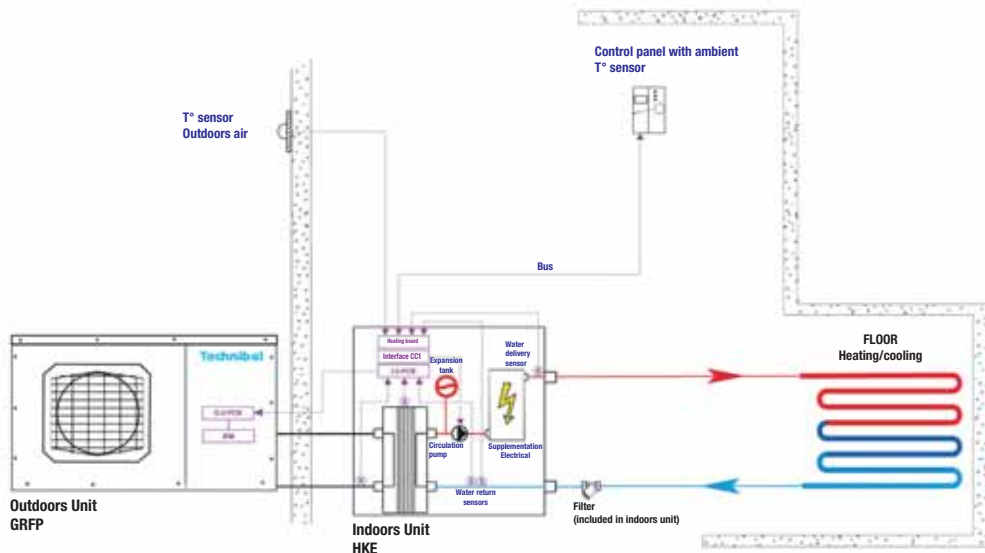 Control panel with ambient
T° sensor
T° sensor
Outdoors air
Bus
Technibel
Heating board
Interface CC1
I.U-PCB
Expansion
tank
Water
delivery
sensor
FLOOR
Heating/cooling
O.U-PCB
Circulation
pump
Supplementation
Electrical
Water return
sensors
Filter
(included in indoors unit)
Outdoors Unit
GRFP
Indoors Unit
HKE